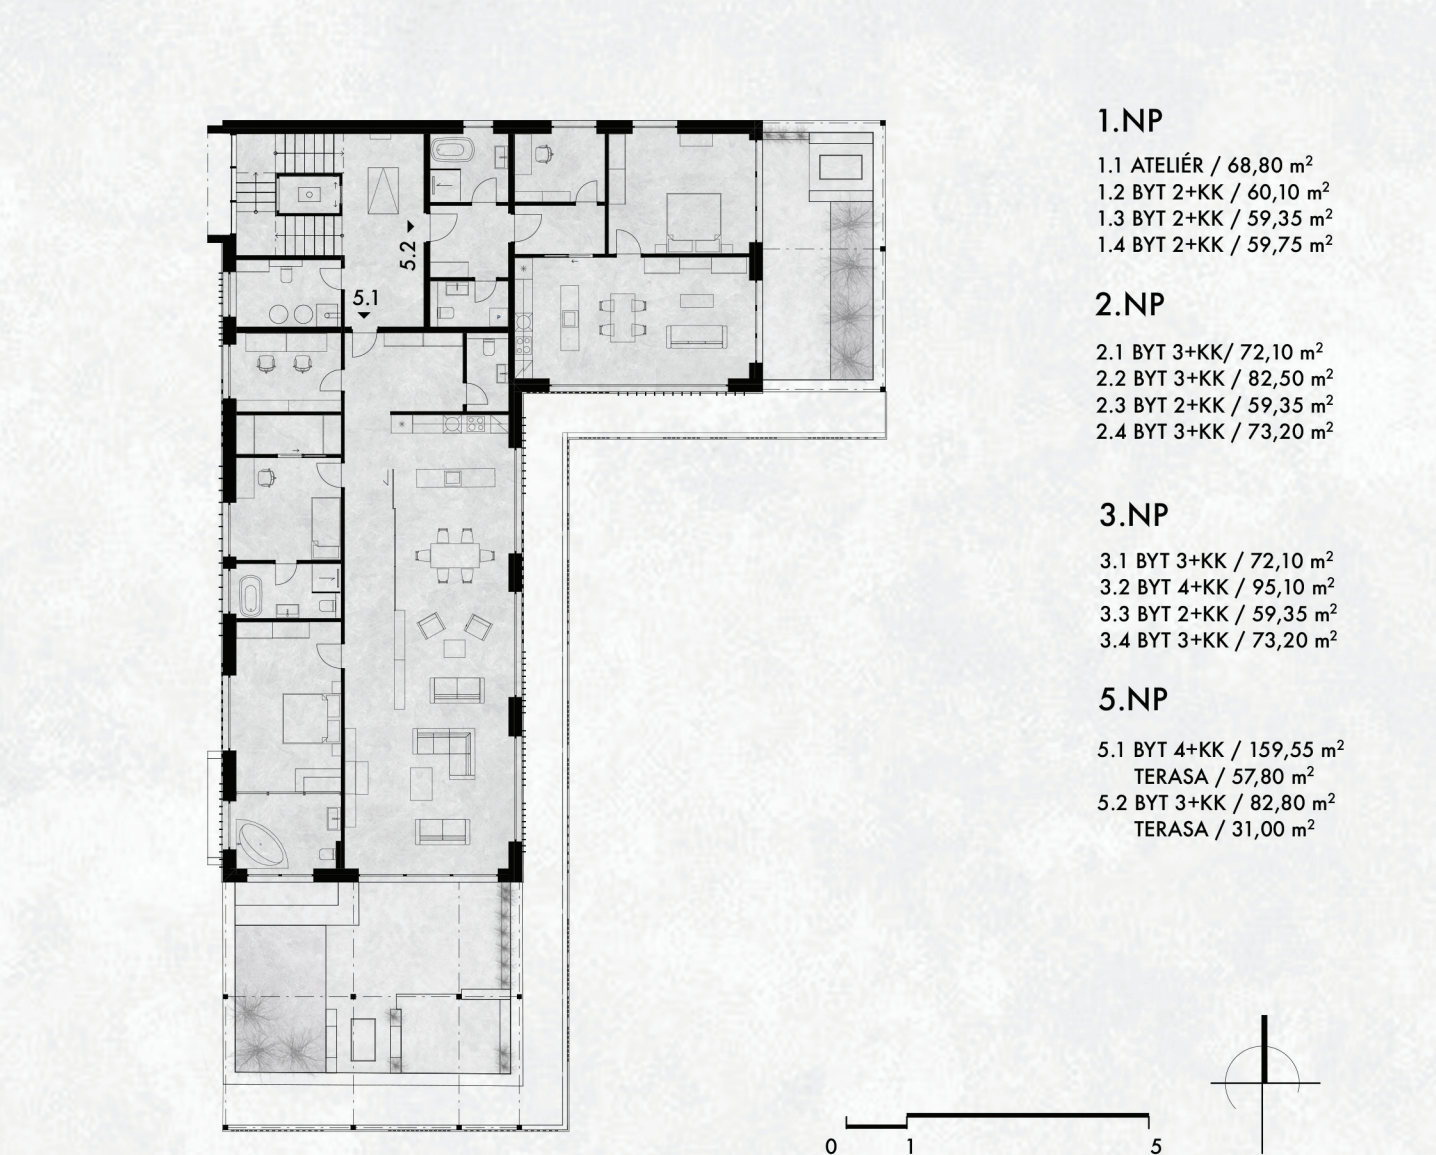 5.2
5.1
1.NP
1.1 ATELIÉR / 68,80 m²
1.2 BYT 2+KK / 60,10 m²
1.3 BYT 2+KK / 59,35 m²
1.4 BYT 2+KK / 59,75 m²
2.NP
2.1 BYT 3+KK/ 72,10 m²
2.2 BYT 3+KK / 82,50 m²
2.3 BYT 2+KK / 59,35 m²
2.4 BYT 3+KK / 73,20 m²
3.NP
3.1 BYT 3+KK / 72,10 m²
3.2 BYT 4+KK / 95,10 m²
3.3 BYT 2+KK / 59,35 m²
3.4 BYT 3+KK / 73,20 m²
5.NP
5.1 BYT 4+KK / 159,55 m²
TERASA / 57,80 m²
5.2 BYT 3+KK / 82,80 m²
TERASA / 31,00 m²
0 1 5